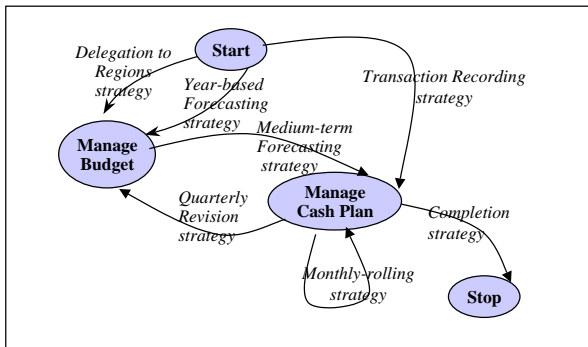 Start
Delegation to
Regions
strategy
Year-based
Forecasting
strategy
Transaction Recording
strategy
Manage
Budget
Medium-term
Forecasting
strategy
Manage
Cash Plan
Quarterly
Revision
strategy
Completion
strategy
Monthly-rolling
strategy
Stop